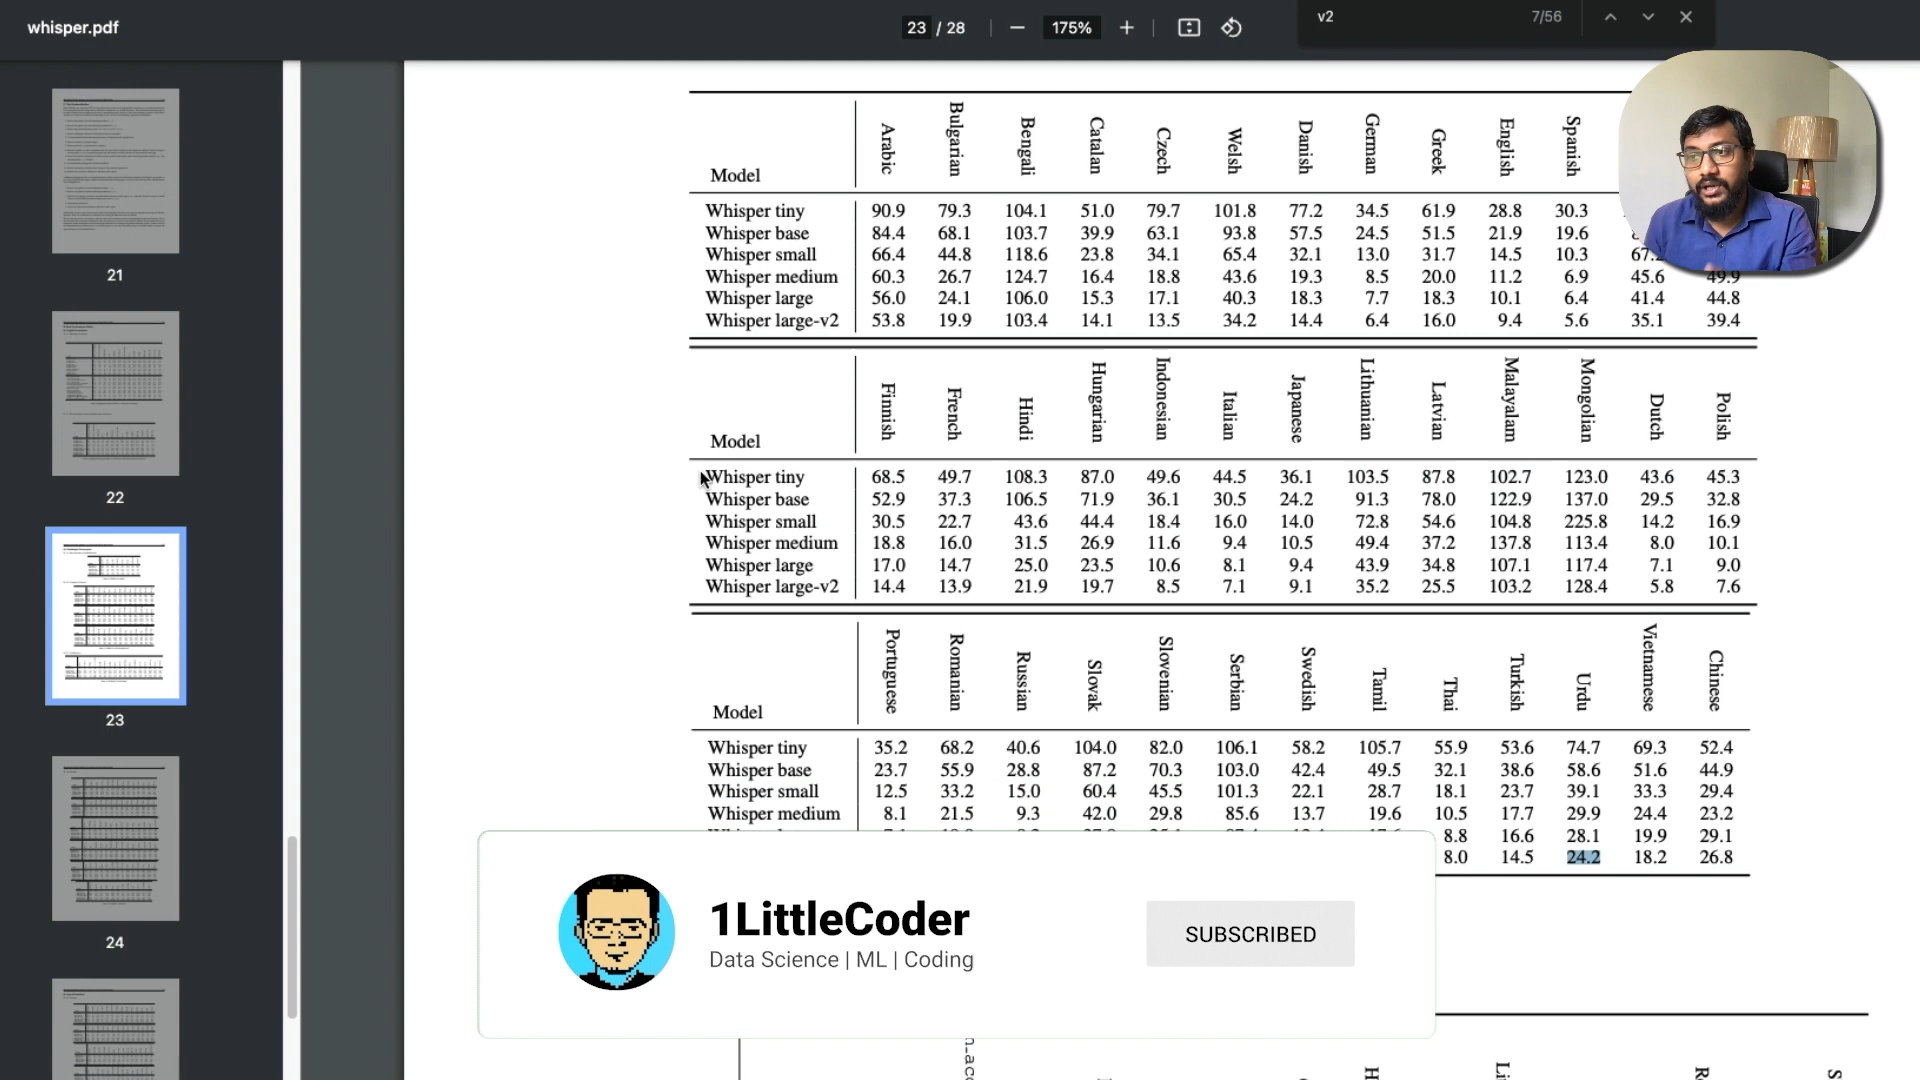 whisper.pdf
23 / 28
175%
v2
7/56
21
22
23
24
Model Arabic Bulgarian Bengali Catalan Czech Welsh Danish German Greek English Spanish
Whisper tiny 90.9 79.3 104.1 51.0 79.7 101.8 77.2 34.5 61.9 28.8 30.3
Whisper base 84.4 68.1 103.7 39.9 63.1 93.8 57.5 24.5 51.5 21.9 19.6
Whisper small 66.4 44.8 118.6 23.8 34.1 65.4 32.1 13.0 31.7 14.5 10.3
Whisper medium 60.3 26.7 124.7 16.4 18.8 43.6 19.3 8.5 20.0 11.2 6.9 45.6 49.9
Whisper large 56.0 24.1 106.0 15.3 17.1 40.3 18.3 7.7 18.3 10.1 6.4 41.4 44.8
Whisper large-v2 53.8 19.9 103.4 14.1 13.5 34.2 14.4 6.4 16.0 9.4 5.6 35.1 39.4
Model Finnish French Hindi Hungarian Indonesian Italian Japanese Lithuanian Latvian Malayalam Mongolian Dutch Polish
Whisper tiny 68.5 49.7 108.3 87.0 49.6 44.5 36.1 103.5 87.8 102.7 123.0 43.6 45.3
Whisper base 52.9 37.3 106.5 71.9 36.1 30.5 24.2 91.3 78.0 122.9 137.0 29.5 32.8
Whisper small 30.5 22.7 43.6 44.4 18.4 16.0 14.0 72.8 54.6 104.8 225.8 14.2 16.9
Whisper medium 18.8 16.0 31.5 26.9 11.6 9.4 10.5 49.4 37.2 137.8 113.4 8.0 10.1
Whisper large 17.0 14.7 25.0 23.5 10.6 8.1 9.4 43.9 34.8 107.1 117.4 7.1 9.0
Whisper large-v2 14.4 13.9 21.9 19.7 8.5 7.1 9.1 35.2 25.5 103.2 128.4 5.8 7.6
Model Portuguese Romanian Russian Slovak Slovenian Serbian Swedish Tamil Thai Turkish Urdu Vietnamese Chinese
Whisper tiny 35.2 68.2 40.6 104.0 82.0 106.1 58.2 105.7 55.9 53.6 74.7 69.3 52.4
Whisper base 23.7 55.9 28.8 87.2 70.3 103.0 42.4 49.5 32.1 38.6 58.6 51.6 44.9
Whisper small 12.5 33.2 15.0 60.4 45.5 101.3 22.1 28.7 18.1 23.7 39.1 33.3 29.4
Whisper medium 8.1 21.5 9.3 42.0 29.8 85.6 13.7 19.6 10.5 17.7 29.9 24.4 23.2
8.8 16.6 28.1 19.9 29.1
8.0 14.5 24.2 18.2 26.8
1LittleCoder
Data Science | ML | Coding
SUBSCRIBED